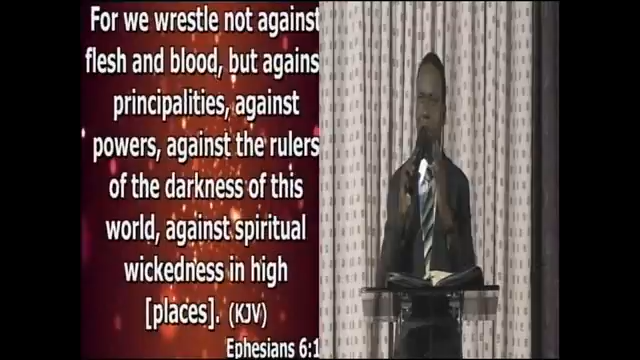 For we wrestle not against
flesh and blood, but agains
principalities, against
powers, against the rulers
of the darkness of this
world, against spiritual
wickedness in high
[places]. (KJV)
Ephesians 6:1